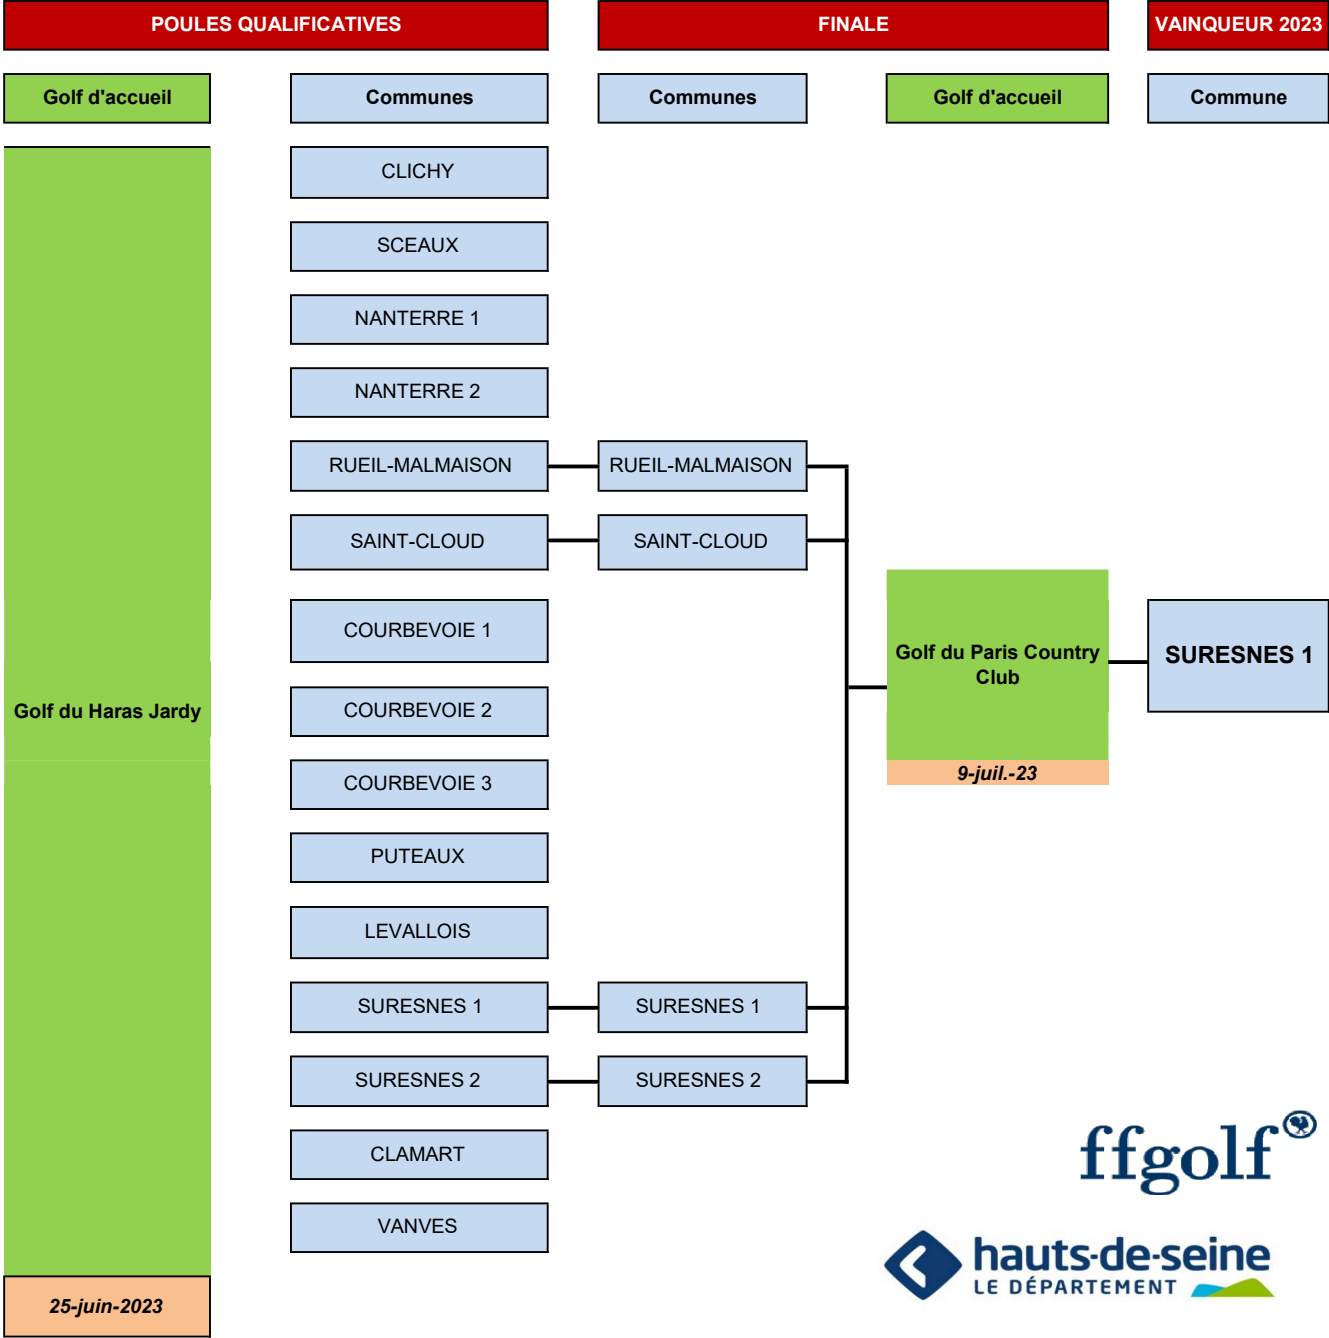 POULES QUALIFICATIVES
FINALE
VAINQUEUR 2023
Golf d'accueil
Communes
Communes
Golf d'accueil
Commune
CLICHY
SCEAUX
NANTERRE 1
NANTERRE 2
RUEIL-MALMAISON
RUEIL-MALMAISON
SAINT-CLOUD
SAINT-CLOUD
COURBEVOIE 1
Golf du Paris Country
Club
SURESNES 1
Golf du Haras Jardy
COURBEVOIE 2
COURBEVOIE 3
9-juil.-23
PUTEAUX
LEVALLOIS
SURESNES 1
SURESNES 1
SURESNES 2
SURESNES 2
CLAMART
VANVES
25-juin-2023
ffgolf
hauts-de-seine
LE DÉPARTEMENT